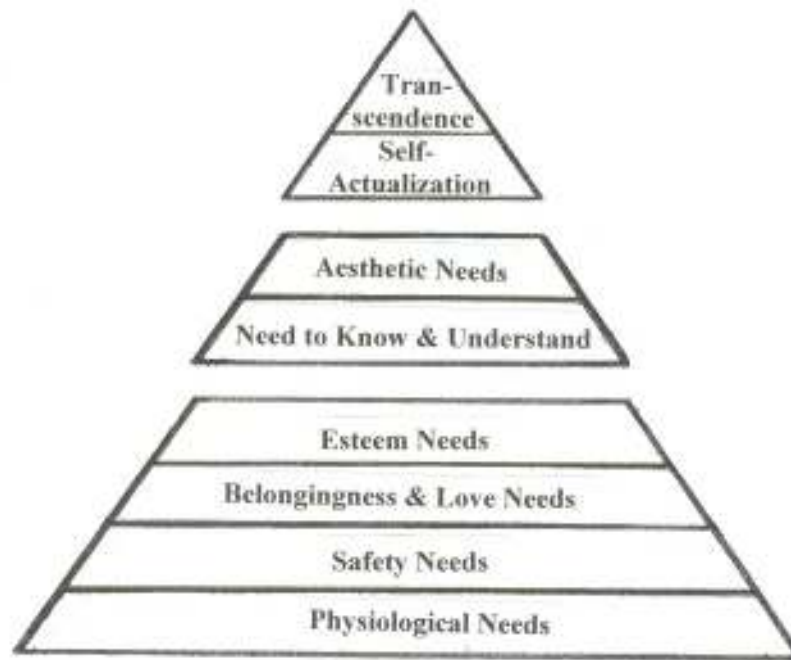 Tran-
scendence
Self-
Actualization
Aesthetic Needs
Need to Know & Understand
Esteem Needs
Belongingness & Love Needs
Safety Needs
Physiological Needs